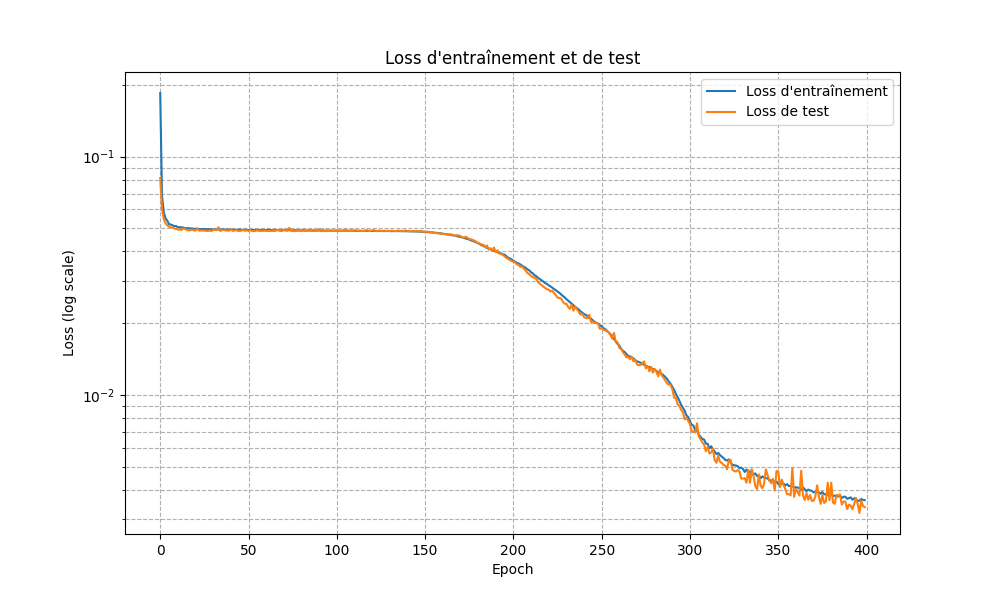 Loss d'entraînement et de test
Loss d'entraînement
Loss de test
Loss (log scale)
10⁻¹
10⁻²
0 50 100 150 200 250 300 350 400
Epoch